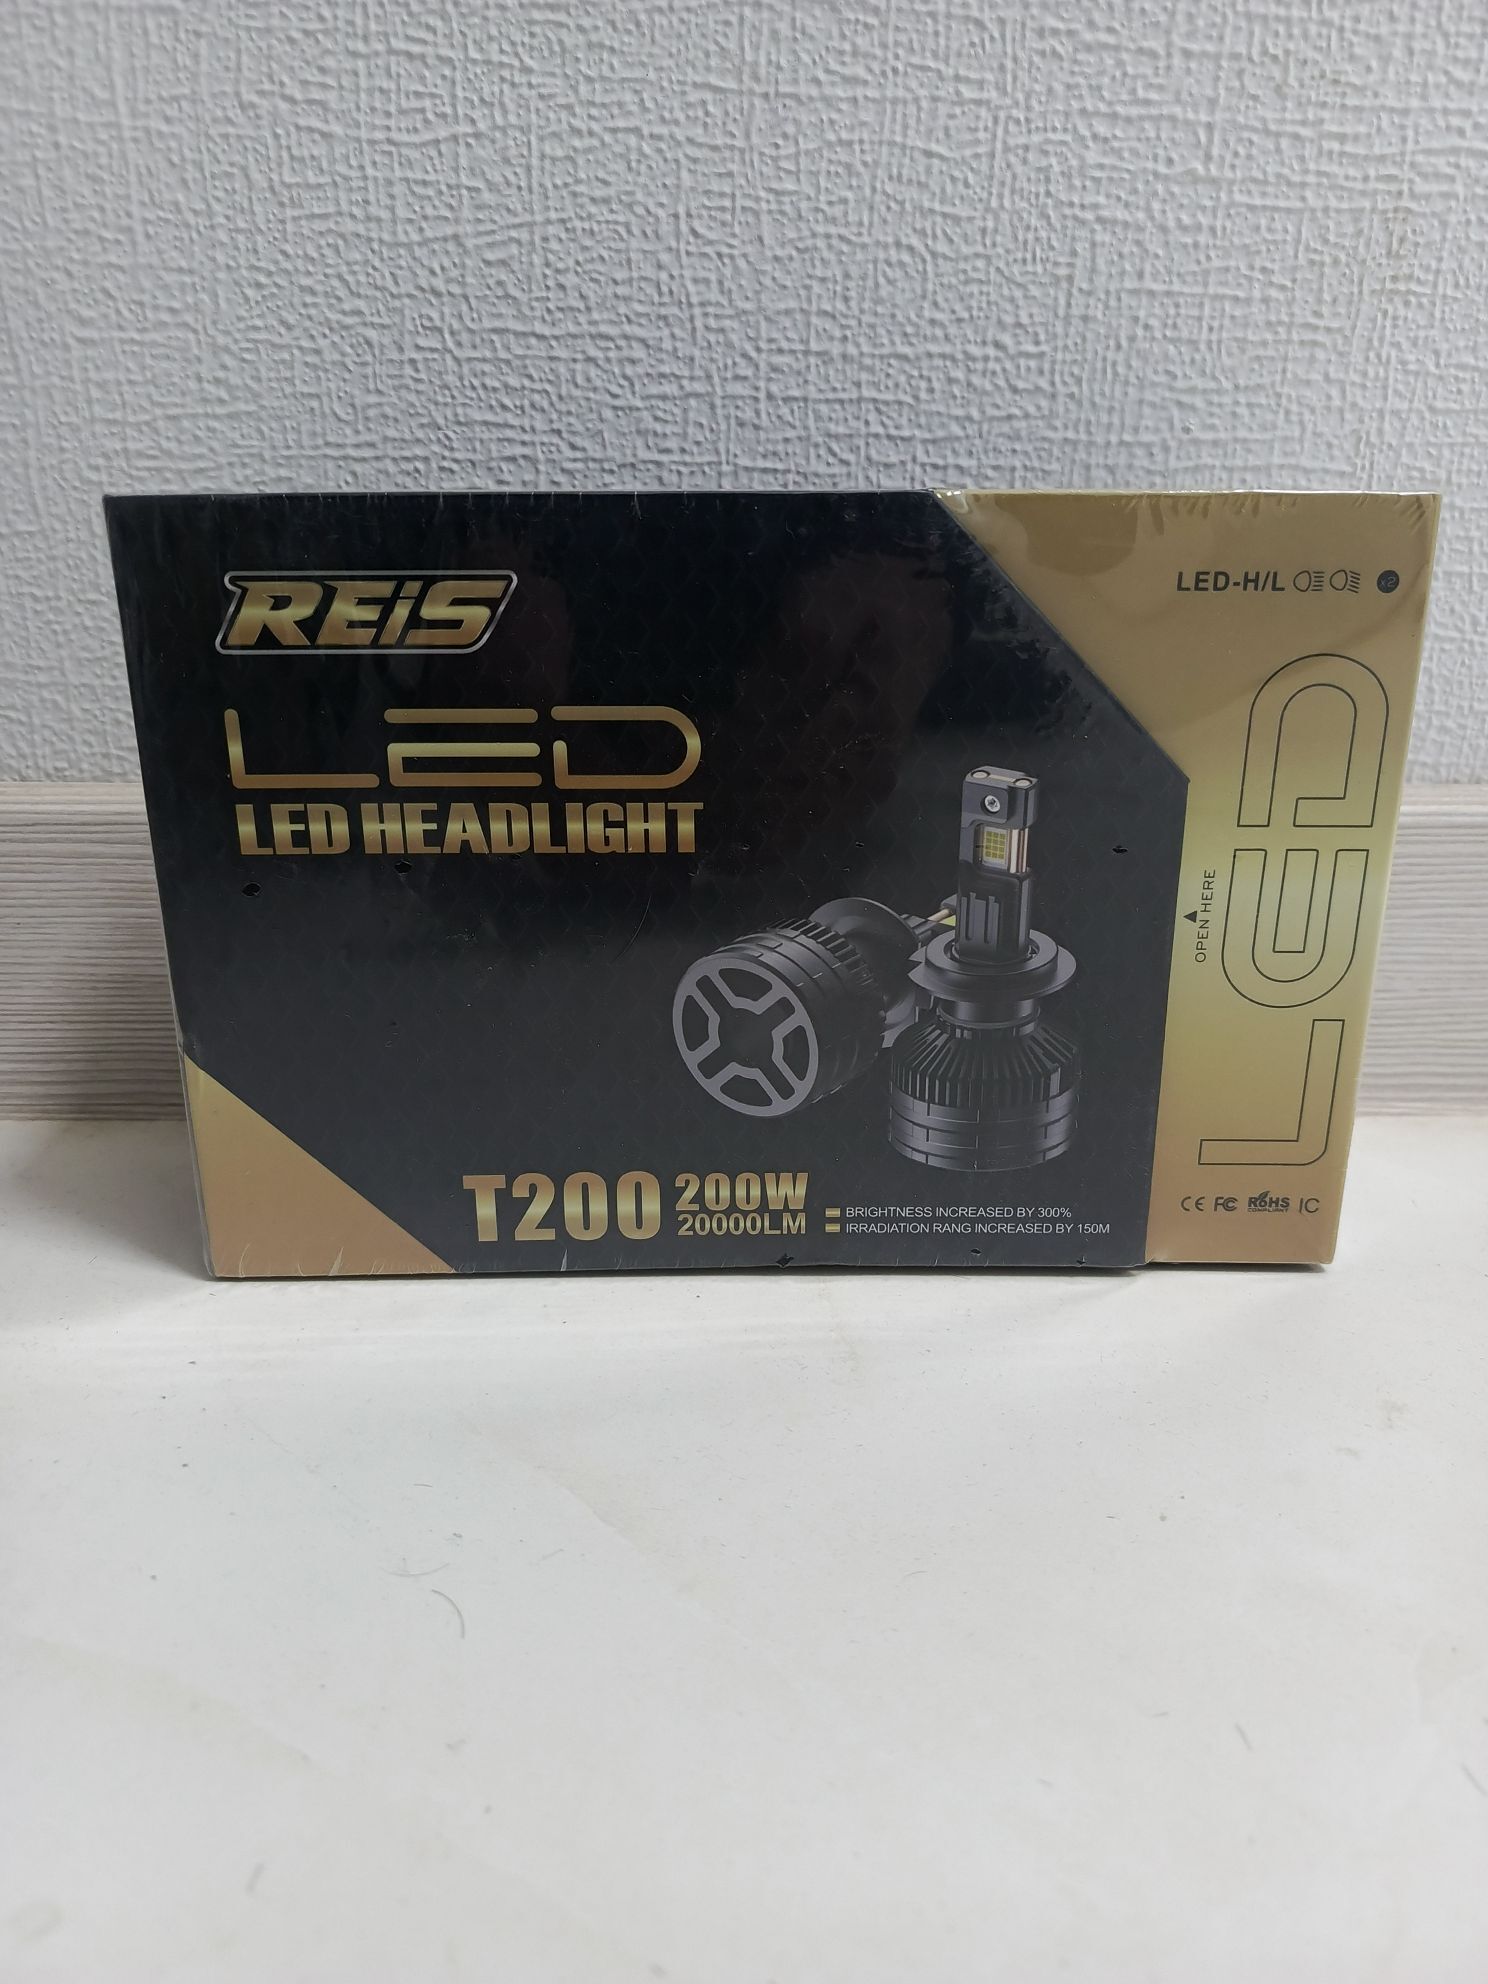 REiS
LED
LED HEADLIGHT
T200
200W
20000LM
BRIGHTNESS INCREASED BY 300%
IRRADIATION RANG INCREASED BY 150M
LED-H/L
x2
OPEN HERE
LED
CE FC RoHS IC
COMPLIANT